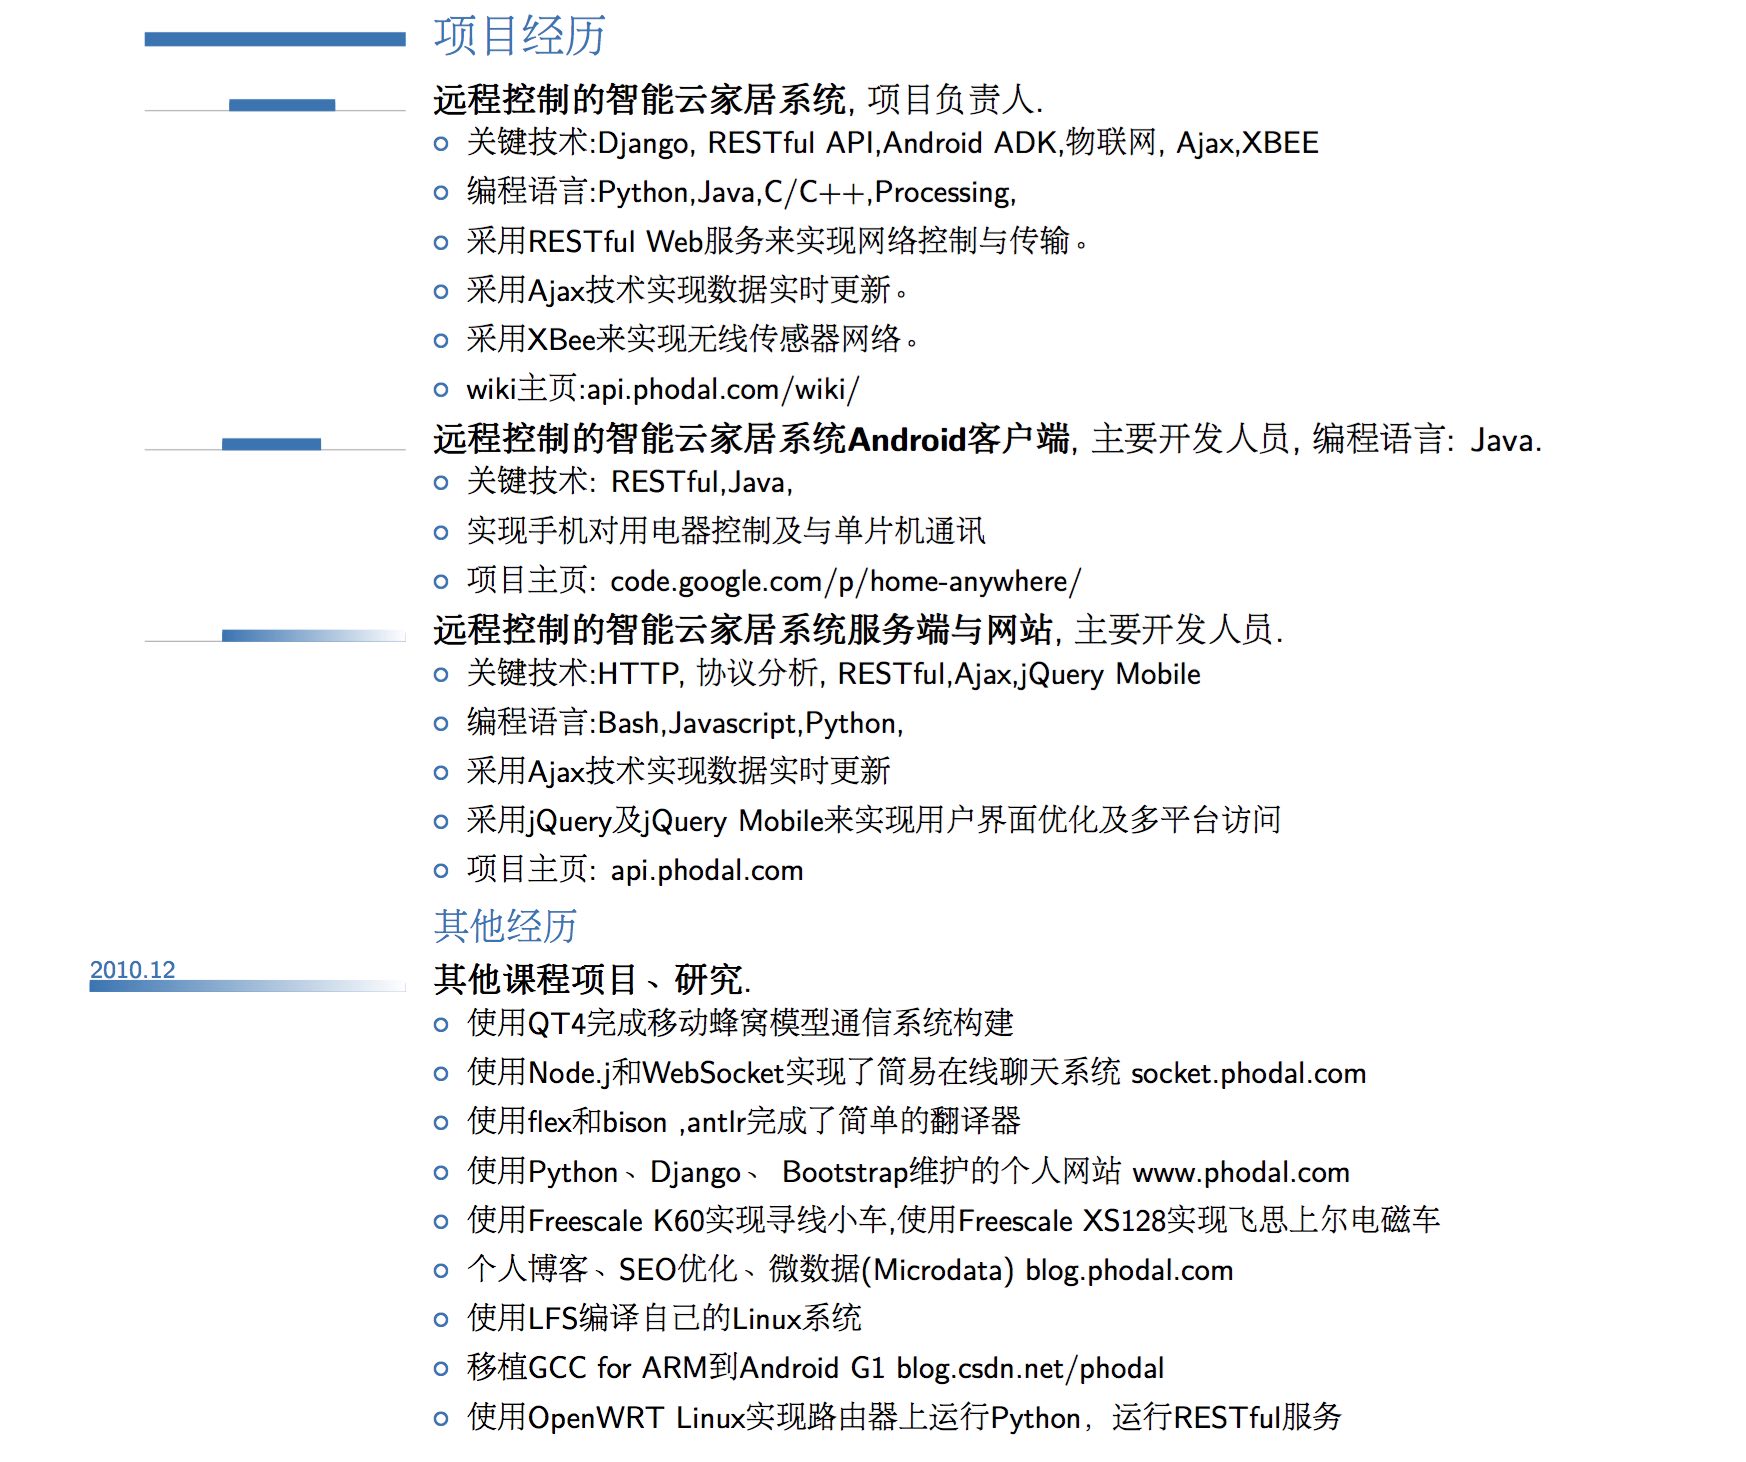 项目经历
远程控制的智能云家居系统, 项目负责人.
关键技术:Django, RESTful API,Android ADK,物联网, Ajax,XBEE
编程语言:Python,Java,C/C++,Processing,
采用RESTful Web服务来实现网络控制与传输。
采用Ajax技术实现数据实时更新。
采用XBee来实现无线传感器网络。
wiki主页:api.phodal.com/wiki/
远程控制的智能云家居系统Android客户端, 主要开发人员, 编程语言: Java.
关键技术: RESTful,Java,
实现手机对用电器控制及与单片机通讯
项目主页: code.google.com/p/home-anywhere/
远程控制的智能云家居系统服务端与网站, 主要开发人员.
关键技术:HTTP, 协议分析, RESTful,Ajax,jQuery Mobile
编程语言:Bash,Javascript,Python,
采用Ajax技术实现数据实时更新
采用jQuery及jQuery Mobile来实现用户界面优化及多平台访问
项目主页: api.phodal.com
其他经历
2010.12
其他课程项目、研究.
使用QT4完成移动蜂窝模型通信系统构建
使用Node.j和WebSocket实现了简易在线聊天系统 socket.phodal.com
使用flex和bison ,antlr完成了简单的翻译器
使用Python、Django、 Bootstrap维护的个人网站 www.phodal.com
使用Freescale K60实现寻线小车,使用Freescale XS128实现飞思上尔电磁车
个人博客、SEO优化、微数据(Microdata) blog.phodal.com
使用LFS编译自己的Linux系统
移植GCC for ARM到Android G1 blog.csdn.net/phodal
使用OpenWRT Linux实现路由器上运行Python，运行RESTful服务